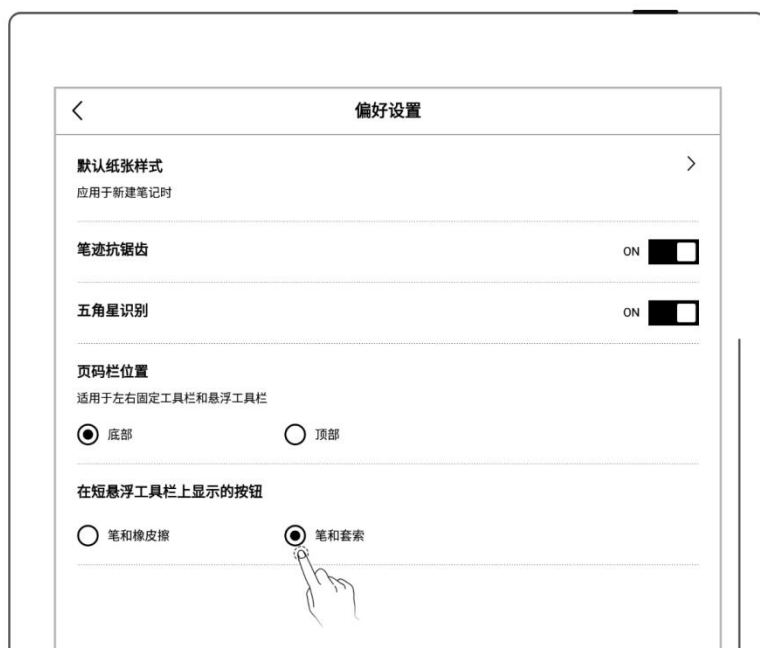 偏好设置
默认纸张样式
应用于新建笔记时
笔迹抗锯齿 ON
五角星识别 ON
页码栏位置
适用于左右固定工具栏和悬浮工具栏
底部 顶部
在短悬浮工具栏上显示的按钮
笔和橡皮擦 笔和套索